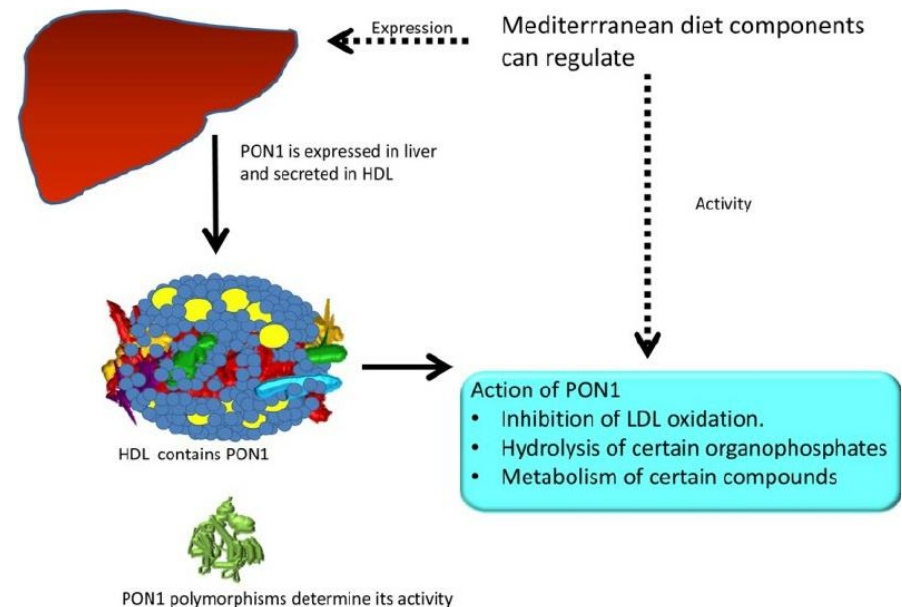 Expression
Mediterrranean diet components
can regulate
PON1 is expressed in liver
and secreted in HDL
Activity
HDL contains PON1
Action of PON1
• Inhibition of LDL oxidation.
• Hydrolysis of certain organophosphates
• Metabolism of certain compounds
PON1 polymorphisms determine its activity